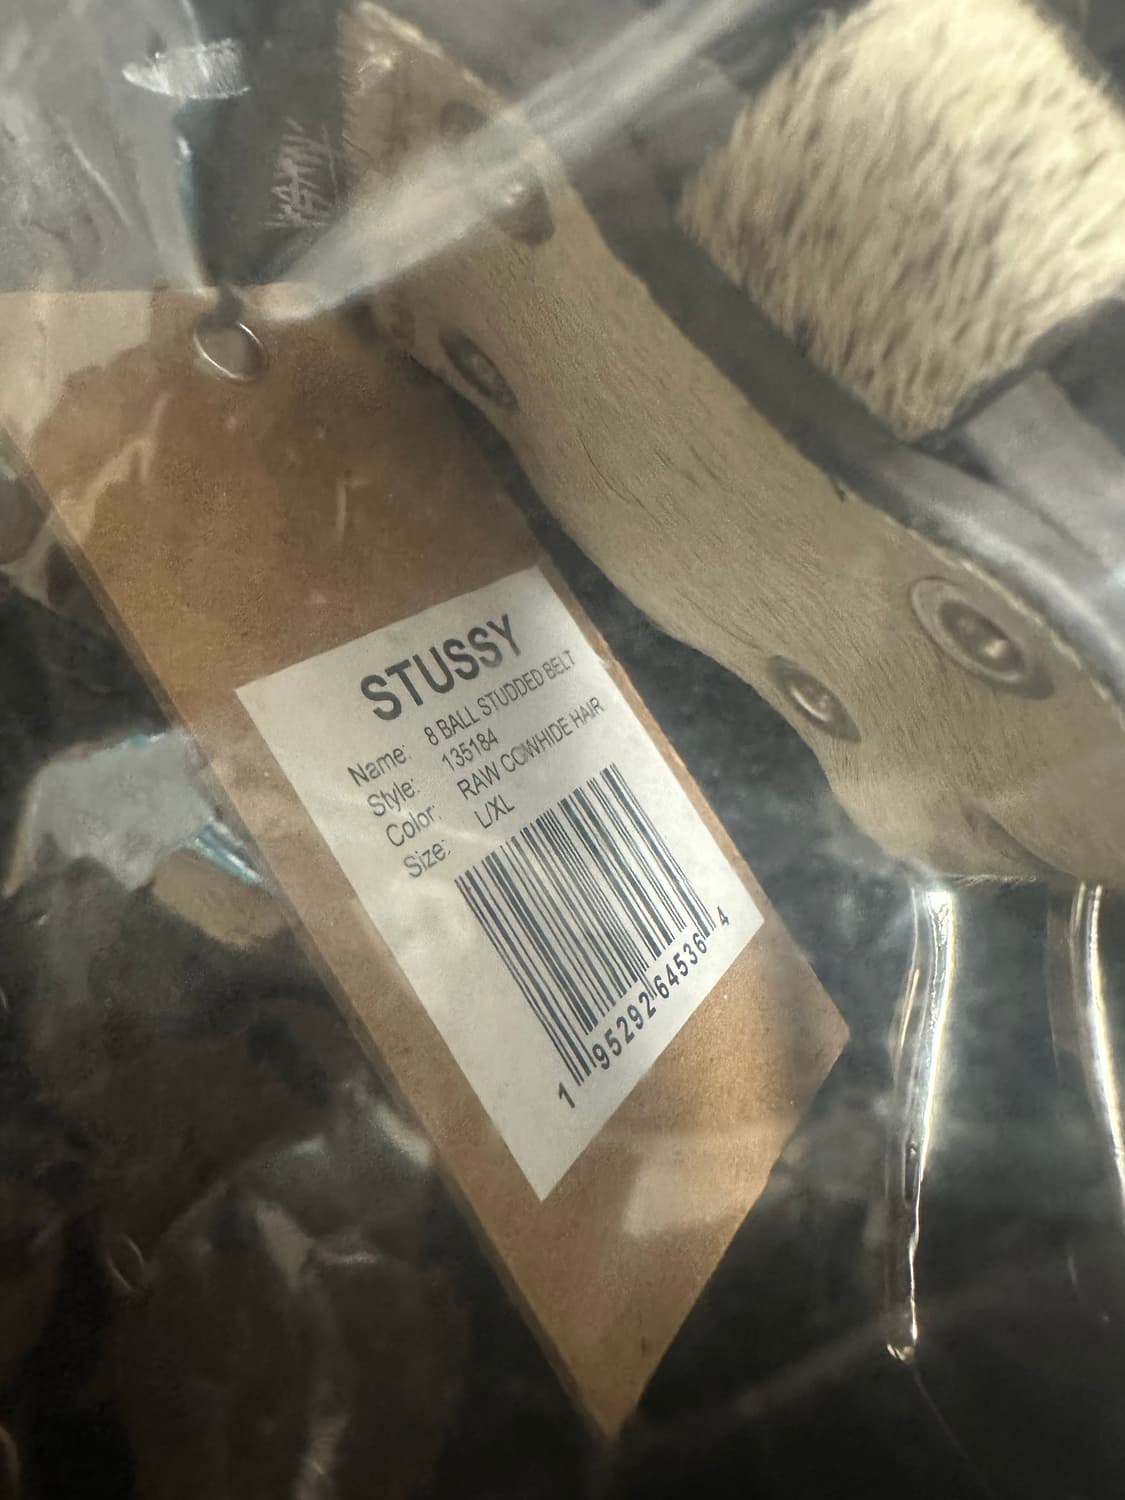 STUSSY
Name: 8 BALL STUDDED BELT
Style: 135184
Color: RAW COWHIDE HAIR
Size: L/XL
1 95292 64536 4